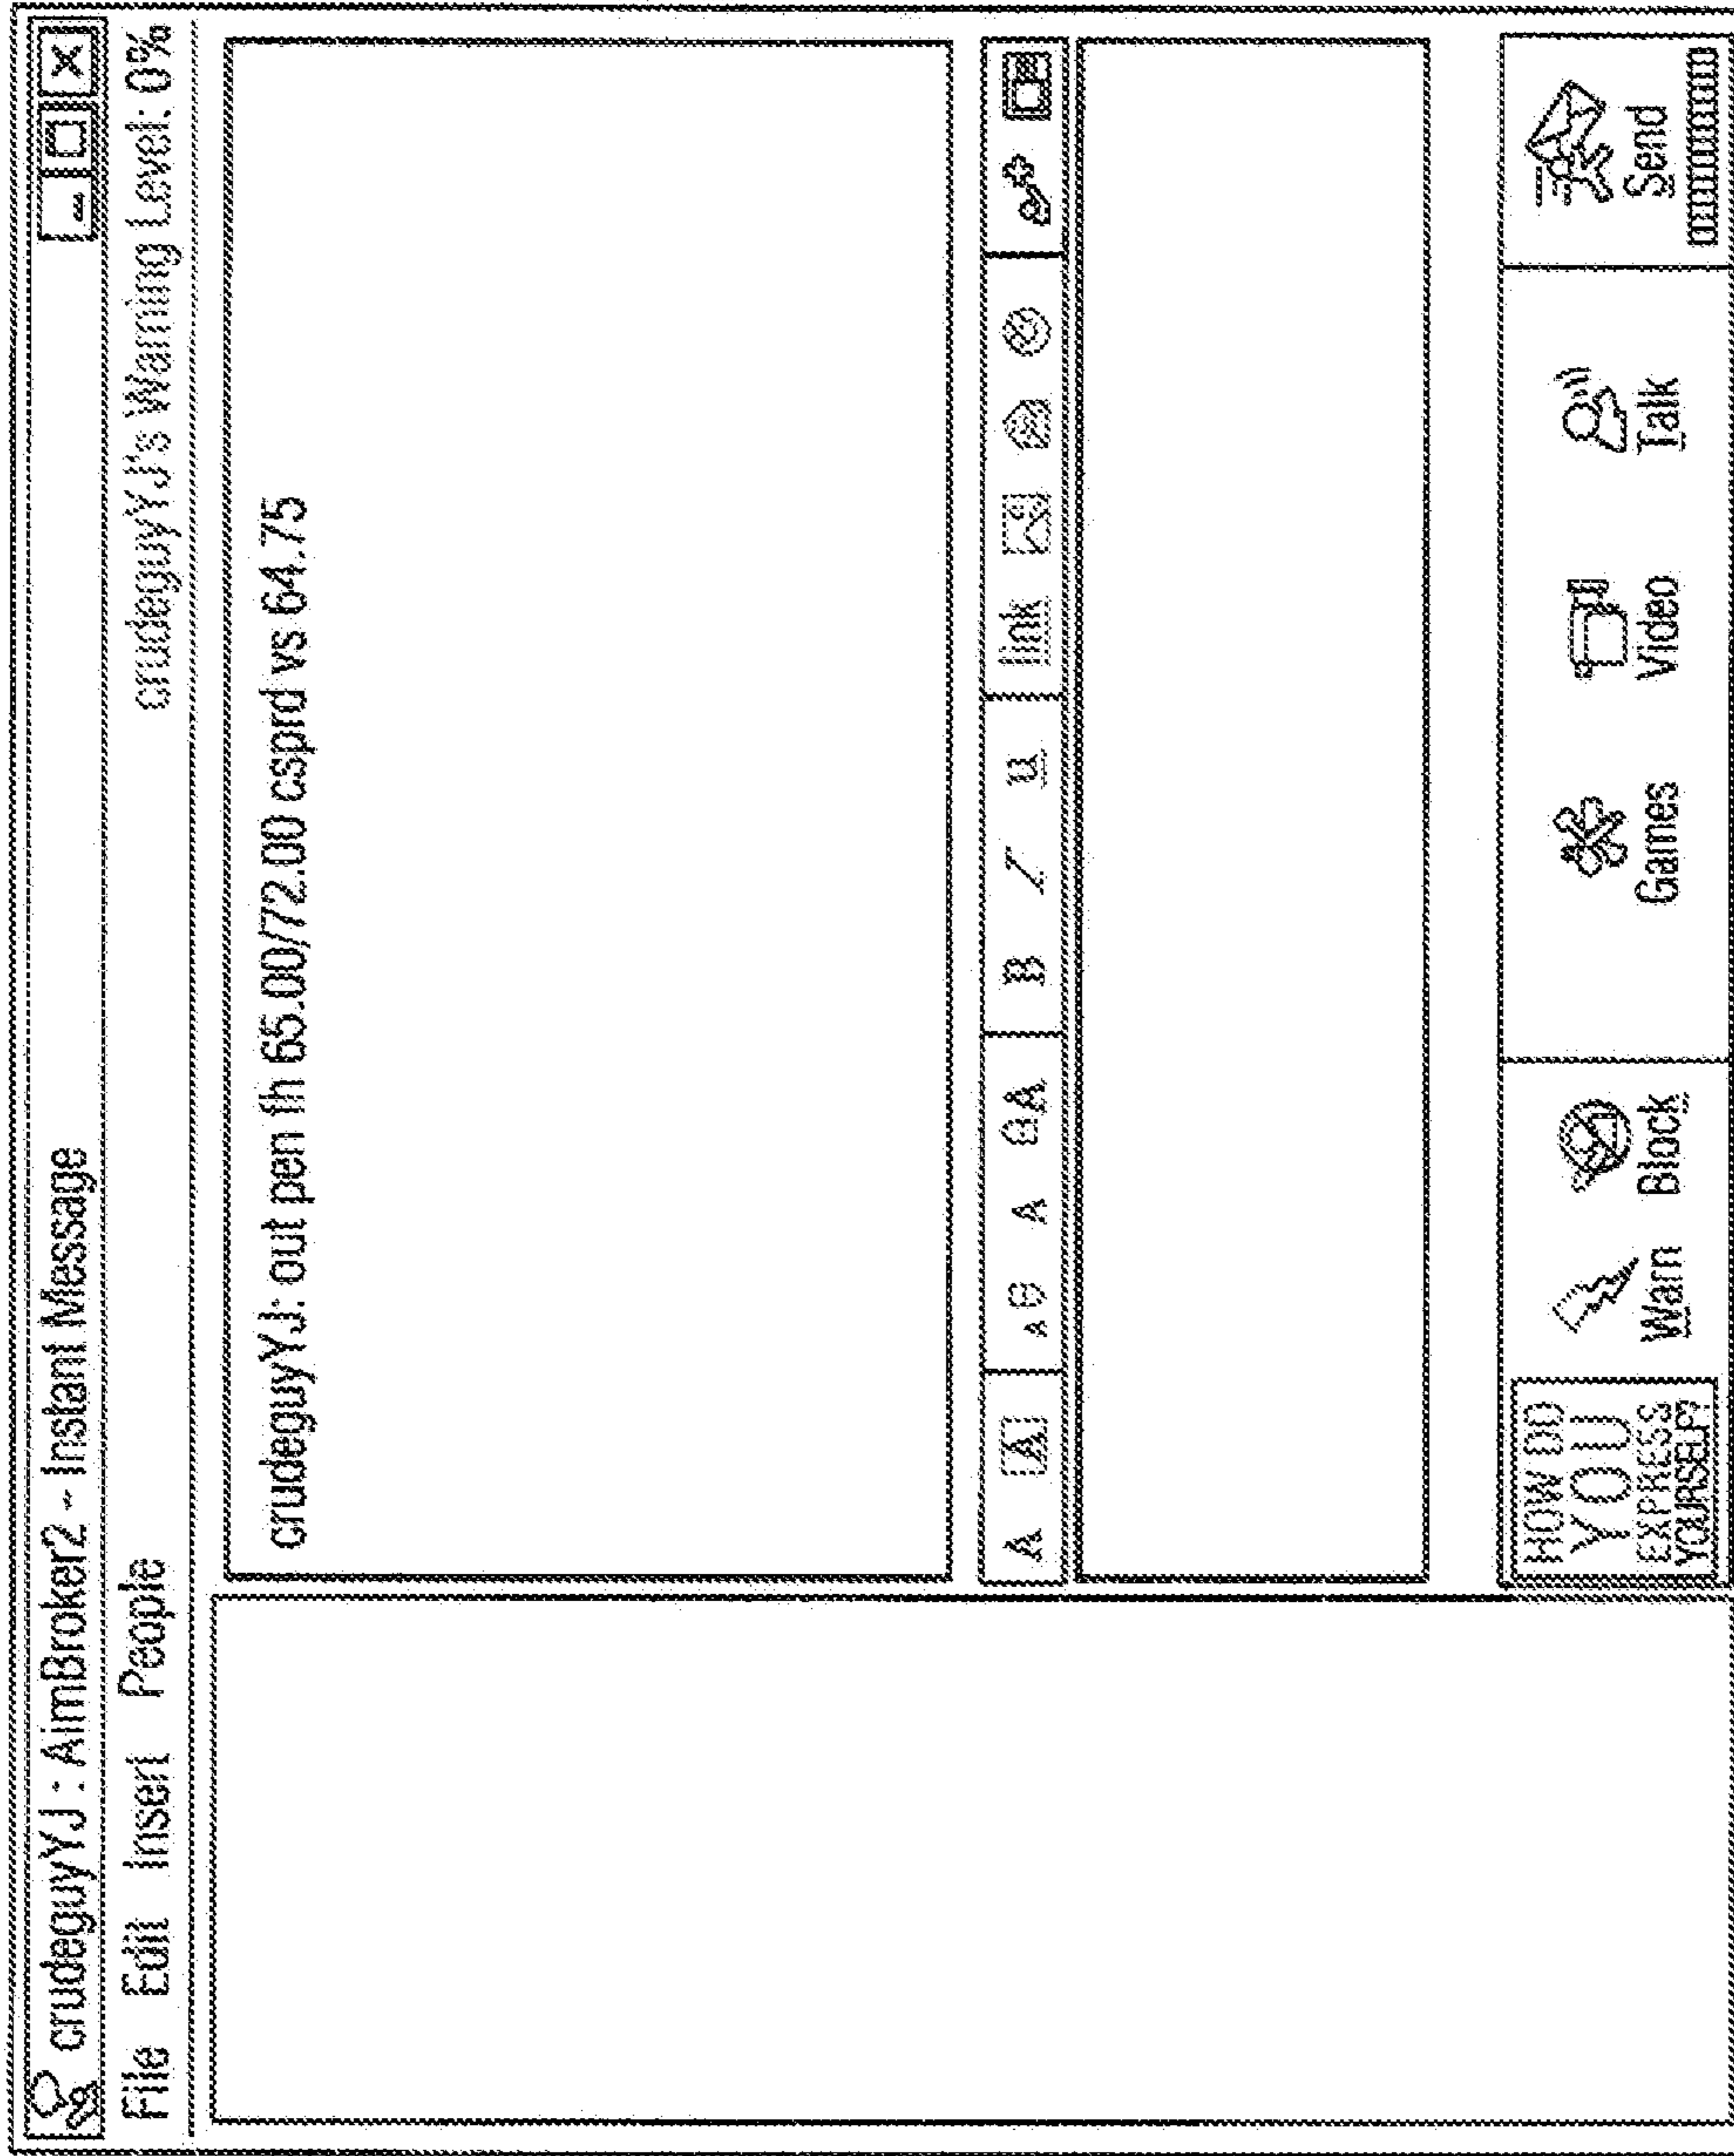 crudeguyYJ : AimBroker2 - Instant Message
File Edit Insert People
crudeguyYJ's Warning Level: 0%
crudeguyYJ: out pen fh 65.00/72.00 csprd vs 64.75
A A A A A B I u link
HOW DO
YOU
EXPRESS
YOURSELF?
Warn
Block
Games
Video
Talk
Send